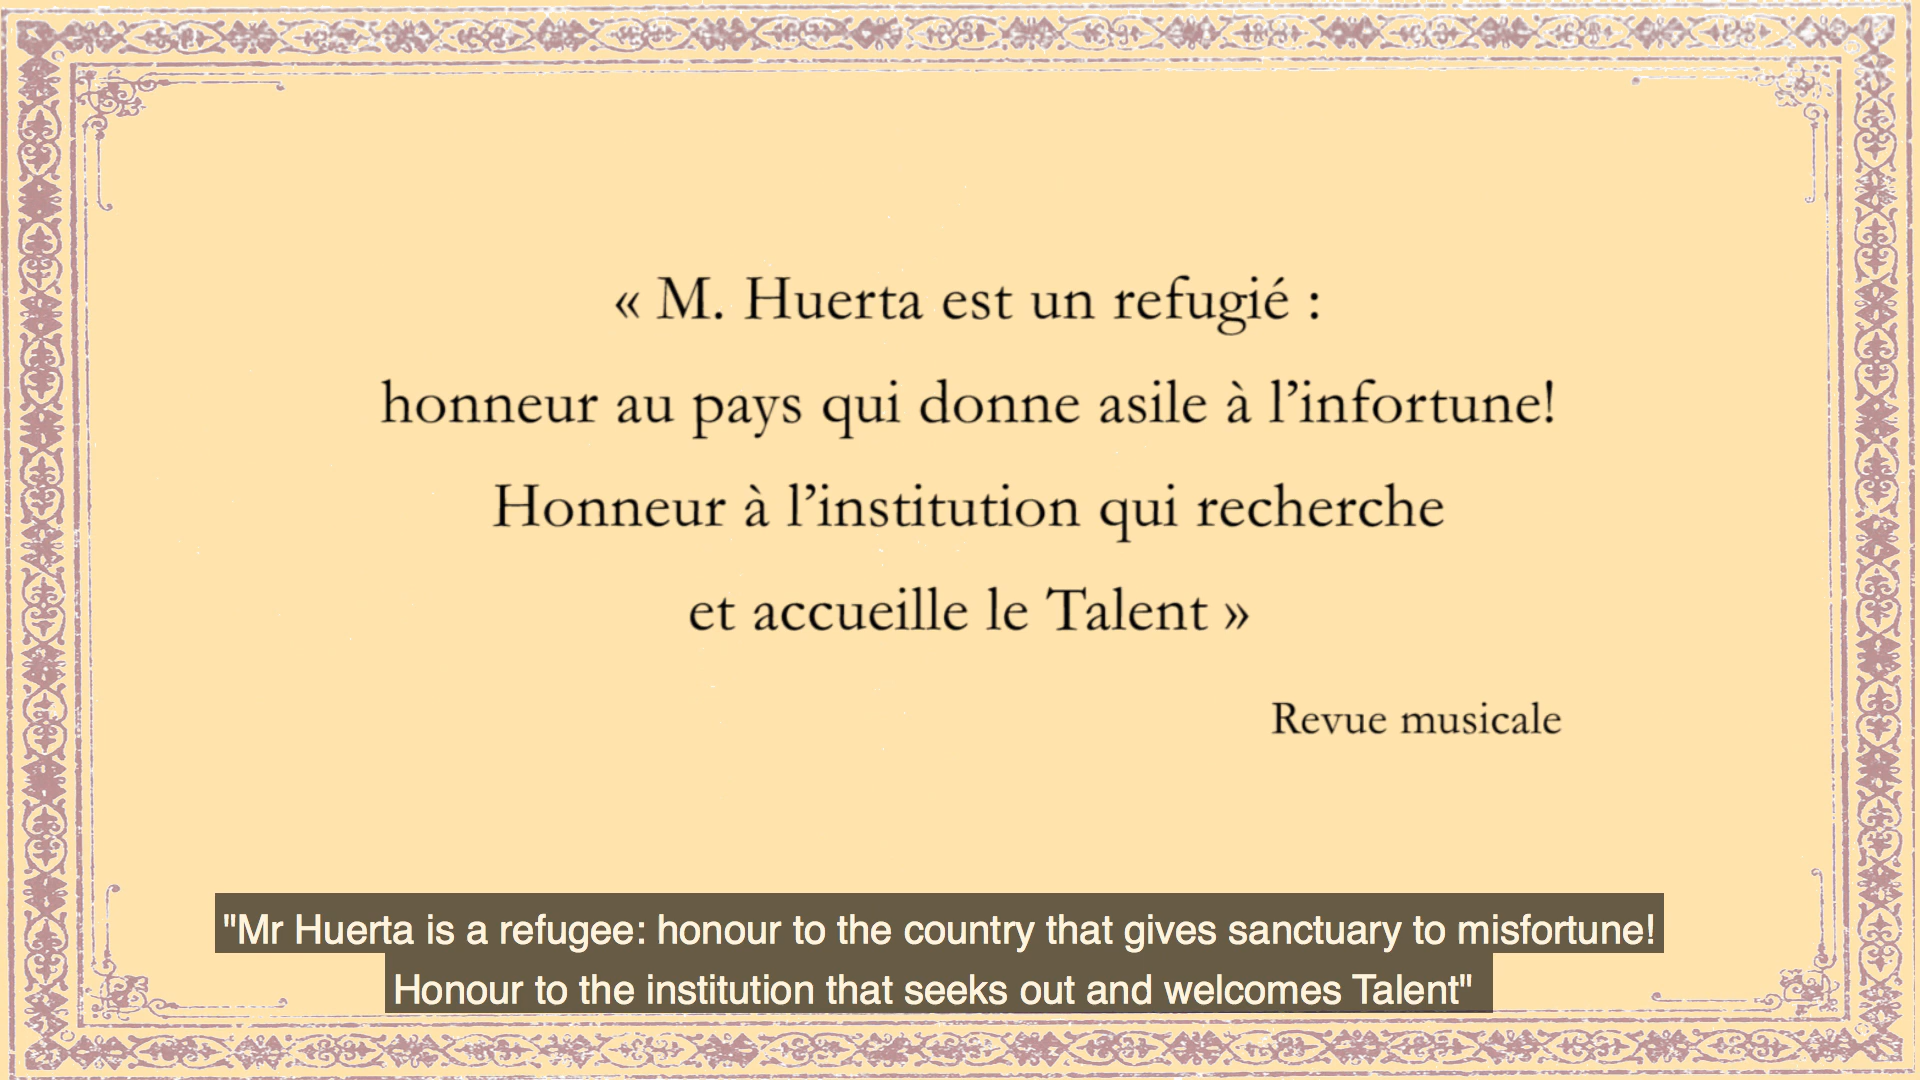 « M. Huerta est un refugié :
honneur au pays qui donne asile à l’infortune!
Honneur à l’institution qui recherche
et accueille le Talent »
Revue musicale
"Mr Huerta is a refugee: honour to the country that gives sanctuary to misfortune!
Honour to the institution that seeks out and welcomes Talent"